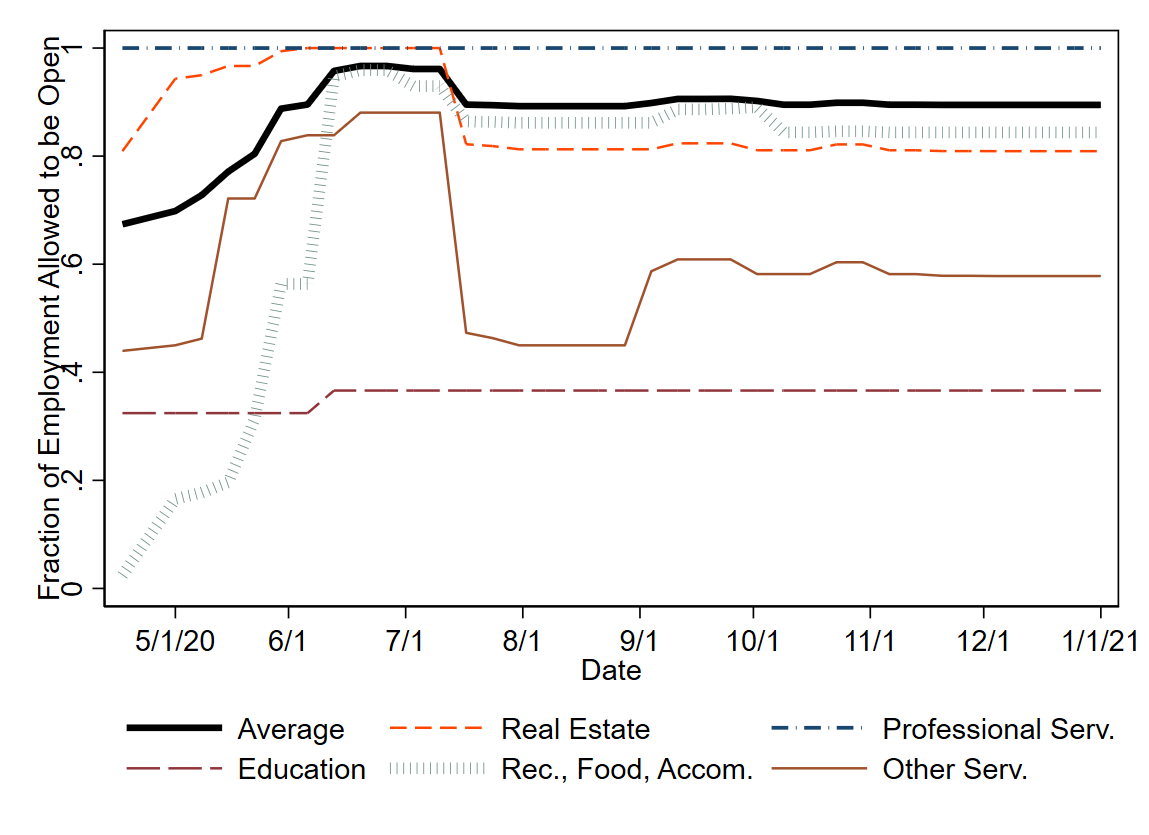 Fraction of Employment Allowed to be Open
1
.8
.6
.4
.2
0
5/1/20 6/1 7/1 8/1 9/1 10/1 11/1 12/1 1/1/21
Date
Average Real Estate Professional Serv.
Education Rec., Food, Accom. Other Serv.